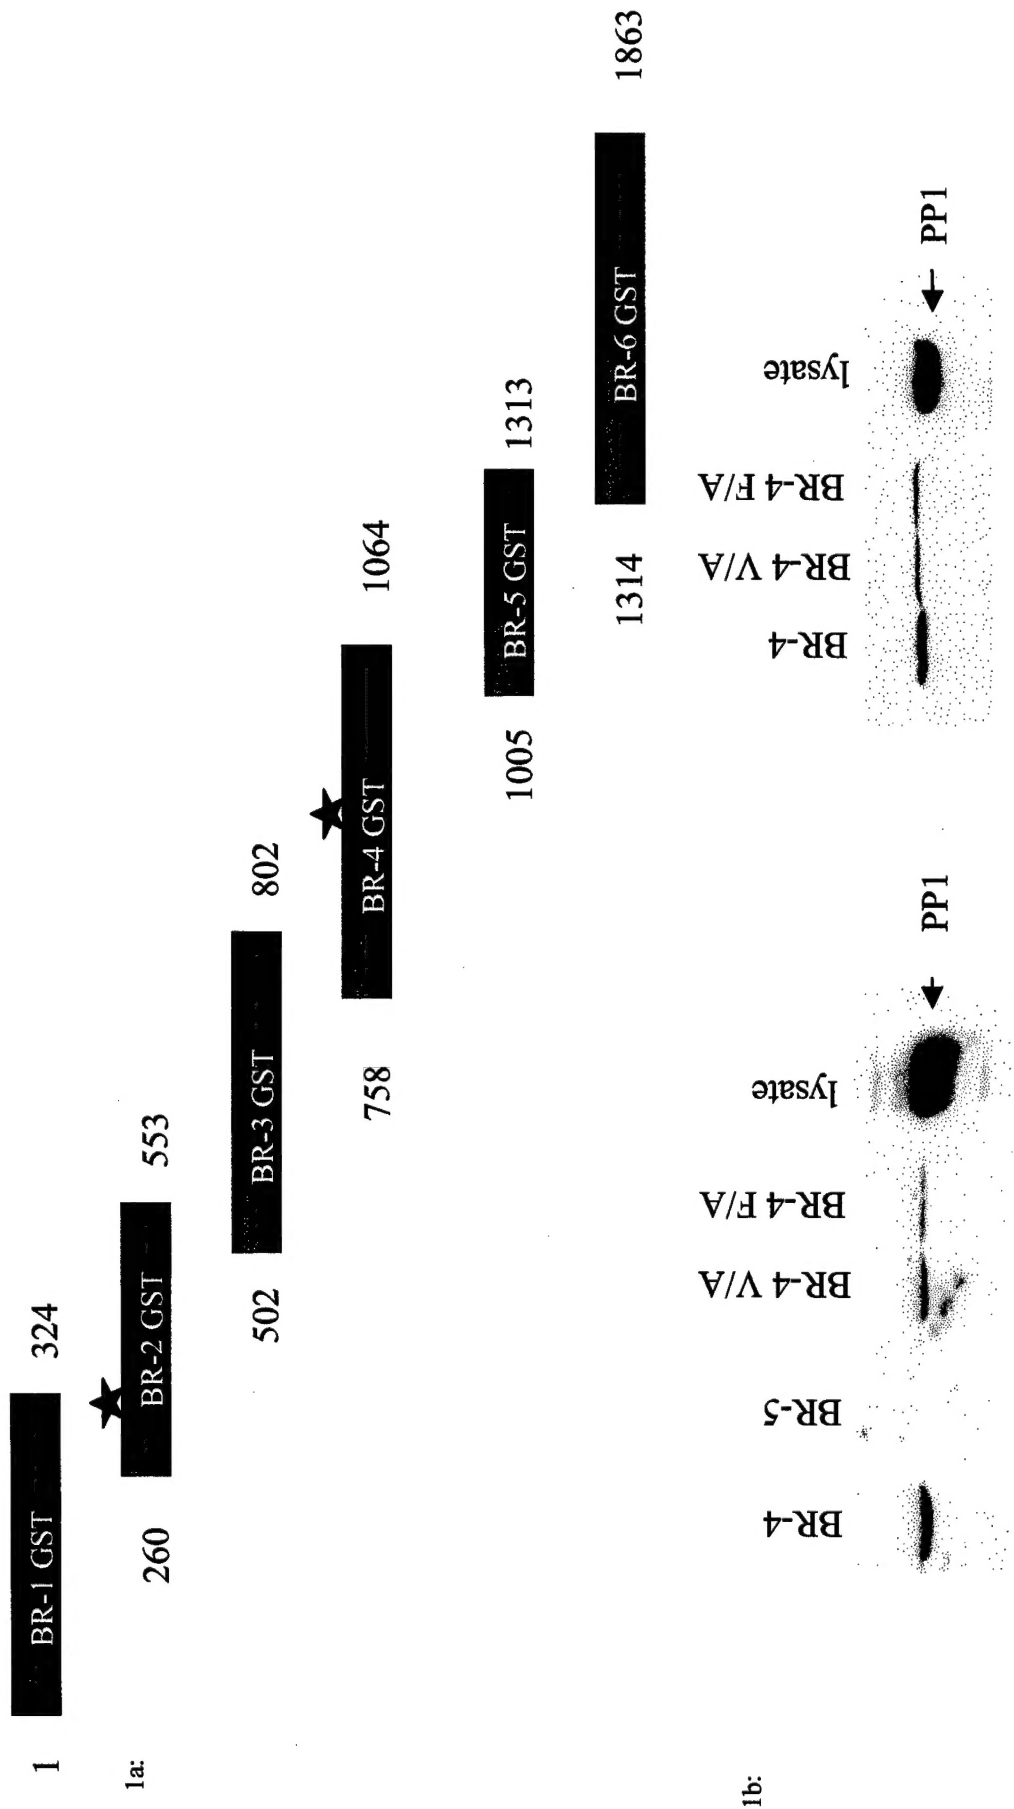 1a:
1 BR-1 GST 324
260 BR-2 GST 553
502 BR-3 GST 802
758 BR-4 GST 1064
1005 BR-5 GST 1313
1314 BR-6 GST 1863
1b:
BR-4 BR-5 BR-4 V/A BR-4 F/A lysate
PP1
BR-4 BR-4 V/A BR-4 F/A lysate
PP1